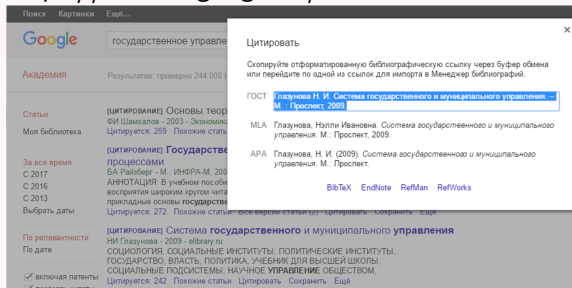 Поиск Картинки Ещё...
Google
государственное управле
Академия
Результатов: примерно 244 000 (
Статьи
Моя библиотека
За все время
С 2017
С 2016
С 2013
Выбрать даты
По релевантности
По дате
включая патенты
[ЦИТИРОВАНИЕ] Основы теор
ФИ Шамхалов - 2003 - Экономик
Цитируется: 259 Похожие стать
[ЦИТИРОВАНИЕ] Государстве
процессами
БА Райзберг - М.: ИНФРА-М, 200
АННОТАЦИЯ: В учебном пособи
восприятия широким кругом чита
прикладные основы государстве
Цитируется: 272 Похожие статьи Все версии статьи (2) Цитировать Сохранить Ещё
[ЦИТИРОВАНИЕ] Система государственного и муниципального управления
НИ Глазунова - 2009 - elibrary.ru
СОЦИОЛОГИЯ, СОЦИАЛЬНЫЕ ИНСТИТУТЫ, ПОЛИТИЧЕСКИЕ ИНСТИТУТЫ,
ГОСУДАРСТВО, ВЛАСТЬ, ПОЛИТИКА, УЧЕБНИК ДЛЯ ВЫСШЕЙ ШКОЛЫ,
СОЦИАЛЬНЫЕ ПОДСИСТЕМЫ, НАУЧНОЕ УПРАВЛЕНИЕ ОБЩЕСТВОМ,
Цитируется: 242 Похожие статьи Цитировать Сохранить Ещё
Цитировать
Скопируйте отформатированную библиографическую ссылку через буфер обмена
или перейдите по одной из ссылок для импорта в Менеджер библиографий.
ГОСТ Глазунова Н. И. Система государственного и муниципального управления. –
М. : Проспект, 2009.
MLA Глазунова, Нэлли Ивановна. Система государственного и муниципального
управления. М.: Проспект, 2009.
APA Глазунова, Н. И. (2009). Система государственного и муниципального
управления. М.: Проспект.
BibTeX EndNote RefMan RefWorks